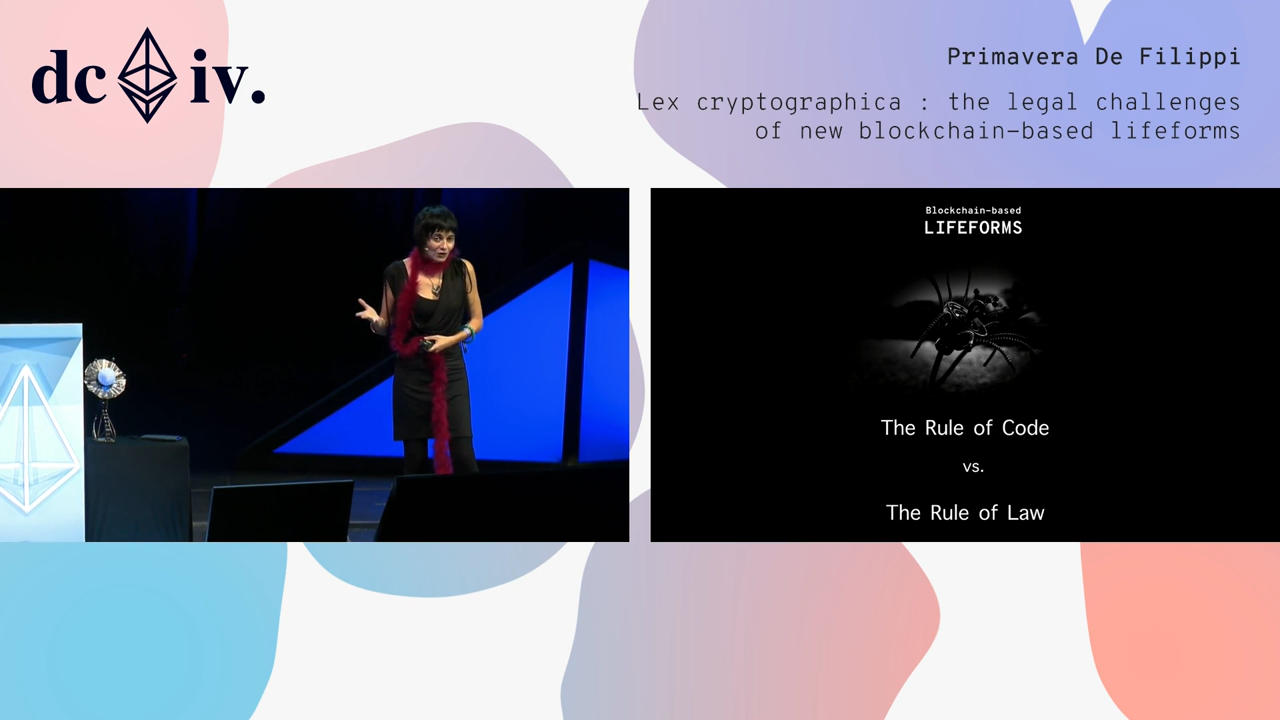 dc iv.
Primavera De Filippi
Lex cryptographica : the legal challenges
of new blockchain-based lifeforms
Blockchain-based
LIFEFORMS
The Rule of Code
vs.
The Rule of Law